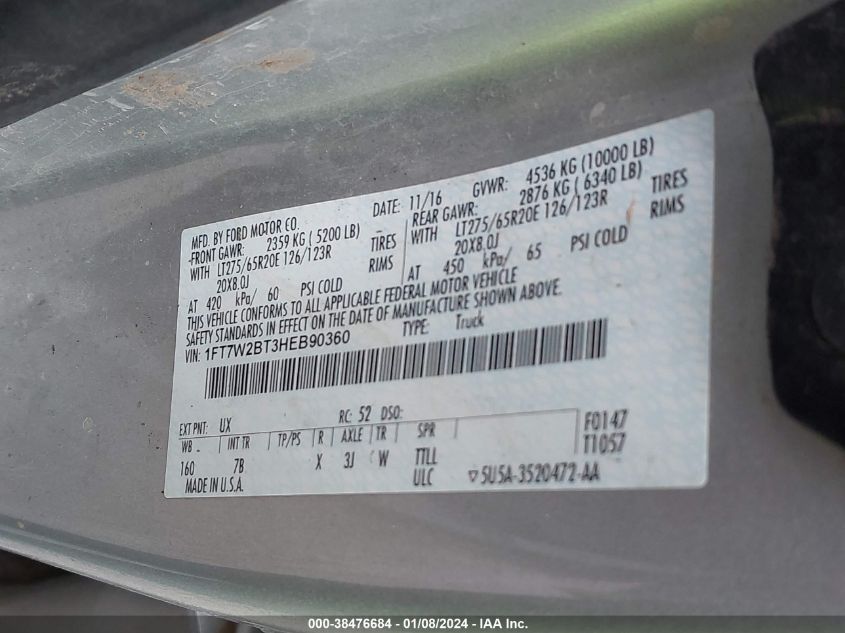 MFD. BY FORD MOTOR CO.
DATE: 11/16 GVWR: 4536 KG (10000 LB)
FRONT GAWR: 2359 KG ( 5200 LB)
REAR GAWR: 2876 KG ( 6340 LB)
WITH LT275/65R20E 126/123R TIRES
WITH LT275/65R20E 126/123R TIRES
20X8.0J RIMS
20X8.0J RIMS
AT 420 kPa/ 60 PSI COLD
AT 450 kPa/ 65 PSI COLD
THIS VEHICLE CONFORMS TO ALL APPLICABLE FEDERAL MOTOR VEHICLE
SAFETY STANDARDS IN EFFECT ON THE DATE OF MANUFACTURE SHOWN ABOVE.
VIN: 1FT7W2BT3HEB90360 TYPE: Truck
EXT PNT: UX RC: 52 DSO:
WB INT TR TP/PS R AXLE TR SPR F0147
160 7B X 3J W TTLL T1057
MADE IN U.S.A. ULC 5U5A-3520472-AA
000-38476684 - 01/08/2024 - IAA Inc.